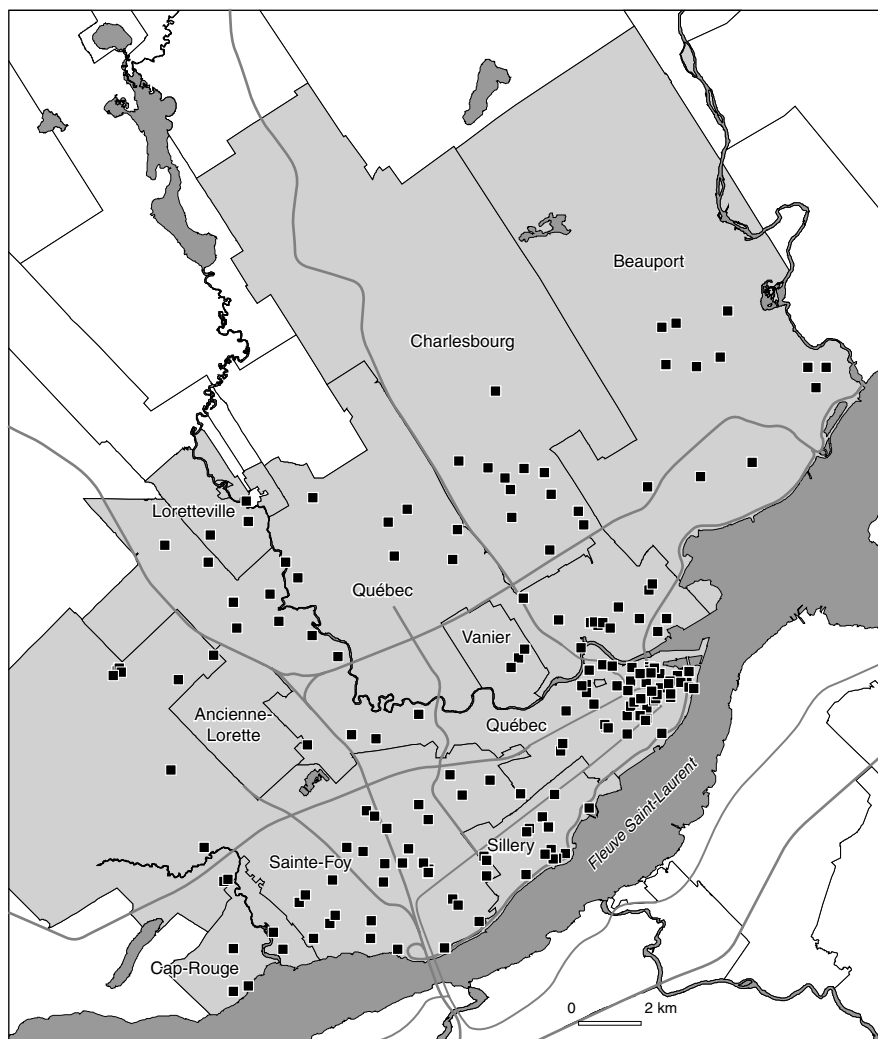 Beauport
Charlesbourg
Loretteville
Québec
Vanier
Ancienne-
Lorette
Québec
Fleuve Saint-Laurent
Sillery
Sainte-Foy
Cap-Rouge
0 2 km